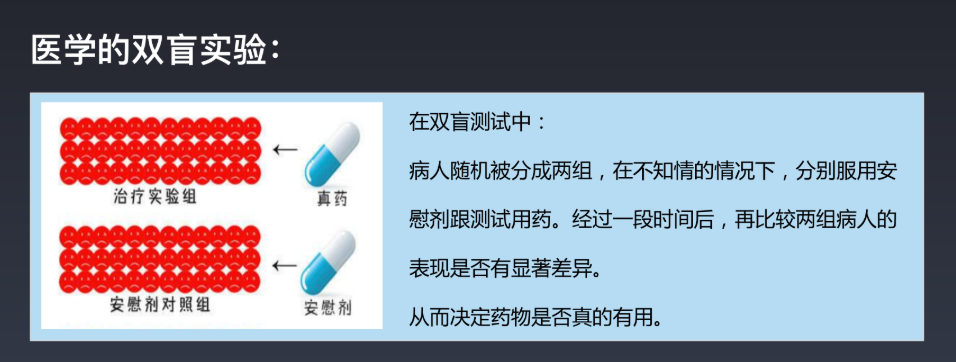 医学的双盲实验：
治疗实验组
真药
安慰剂对照组
安慰剂
在双盲测试中：
病人随机被分成两组，在不知情的情况下，分别服用安
慰剂跟测试用药。经过一段时间后，再比较两组病人的
表现是否有显著差异。
从而决定药物是否真的有用。